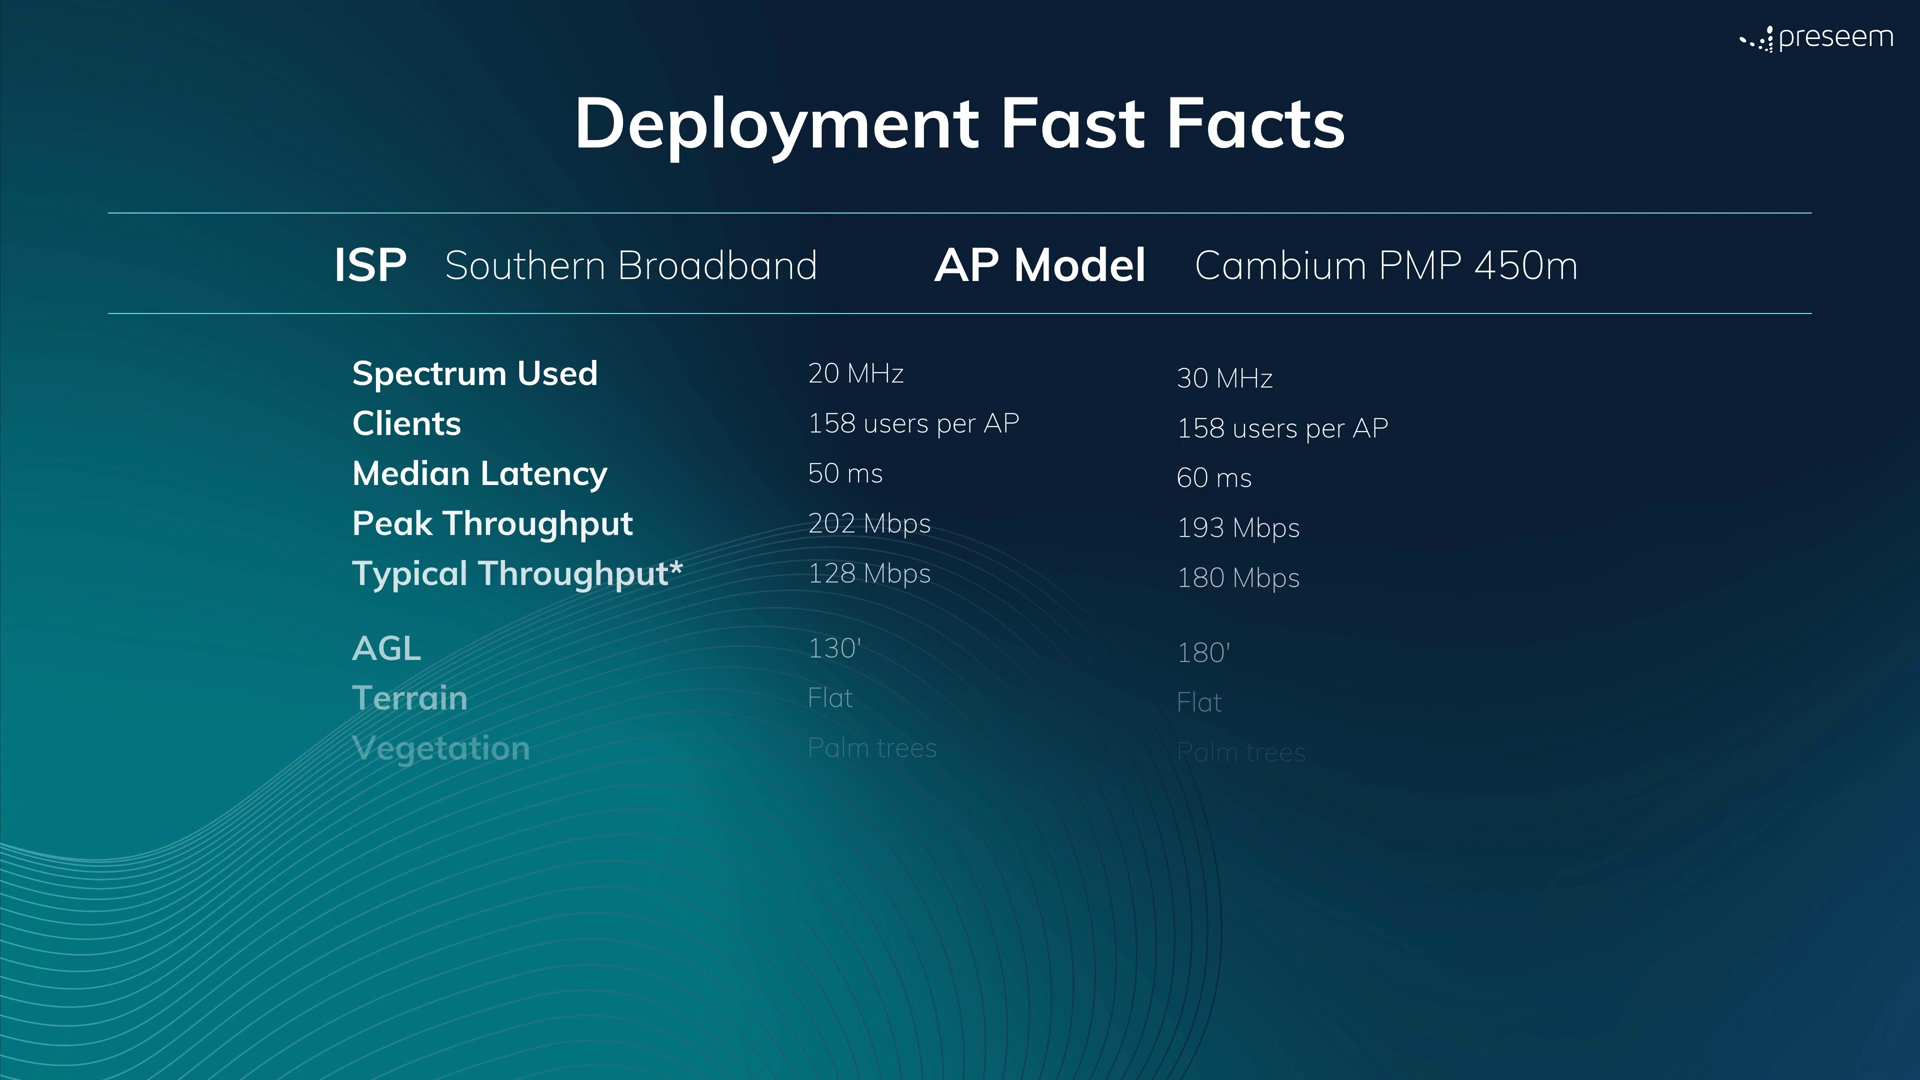 preseem
Deployment Fast Facts
ISP Southern Broadband AP Model Cambium PMP 450m
Spectrum Used 20 MHz 30 MHz
Clients 158 users per AP 158 users per AP
Median Latency 50 ms 60 ms
Peak Throughput 202 Mbps 193 Mbps
Typical Throughput* 128 Mbps 180 Mbps
AGL 130' 180'
Terrain Flat Flat
Vegetation Palm trees Palm trees